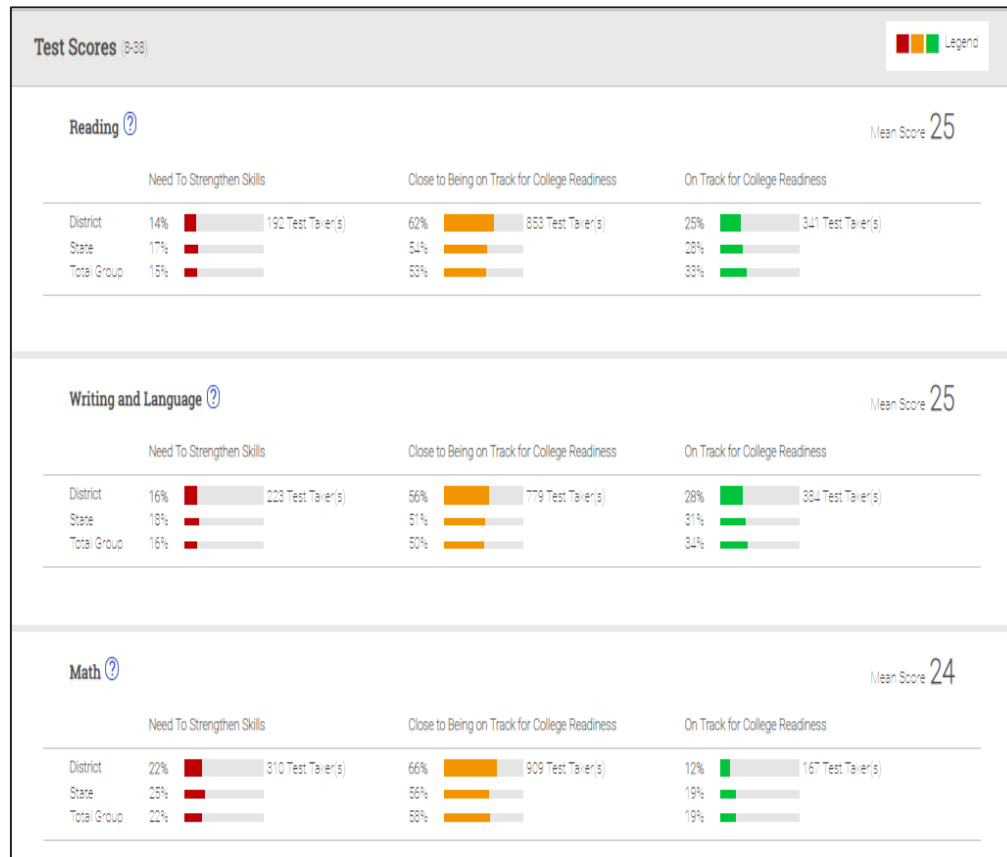 Test Scores (8-38)
Legend
Reading ?
Mean Score 25
Need To Strengthen Skills Close to Being on Track for College Readiness On Track for College Readiness
District 14% 192 Test Taker(s) 62% 853 Test Taker(s) 25% 341 Test Taker(s)
State 17% 54% 28%
Total Group 15% 53% 33%
Writing and Language ?
Mean Score 25
Need To Strengthen Skills Close to Being on Track for College Readiness On Track for College Readiness
District 16% 223 Test Taker(s) 56% 779 Test Taker(s) 28% 384 Test Taker(s)
State 18% 51% 31%
Total Group 16% 50% 34%
Math ?
Mean Score 24
Need To Strengthen Skills Close to Being on Track for College Readiness On Track for College Readiness
District 22% 310 Test Taker(s) 66% 909 Test Taker(s) 12% 167 Test Taker(s)
State 25% 56% 19%
Total Group 22% 58% 19%